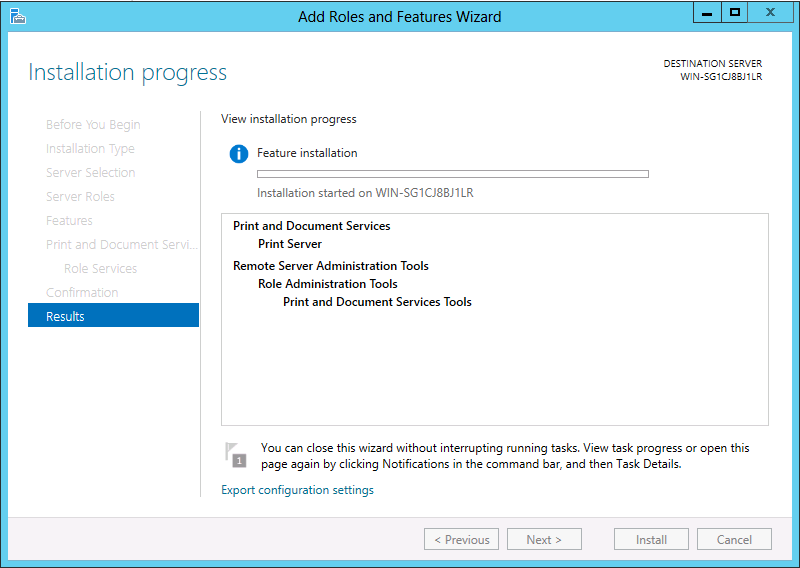 Add Roles and Features Wizard
Installation progress
DESTINATION SERVER
WIN-SG1CJ8BJ1LR
Before You Begin
Installation Type
Server Selection
Server Roles
Features
Print and Document Servi...
Role Services
Confirmation
Results
View installation progress
Feature installation
Installation started on WIN-SG1CJ8BJ1LR
Print and Document Services
Print Server
Remote Server Administration Tools
Role Administration Tools
Print and Document Services Tools
1
You can close this wizard without interrupting running tasks. View task progress or open this
page again by clicking Notifications in the command bar, and then Task Details.
Export configuration settings
< Previous
Next >
Install
Cancel